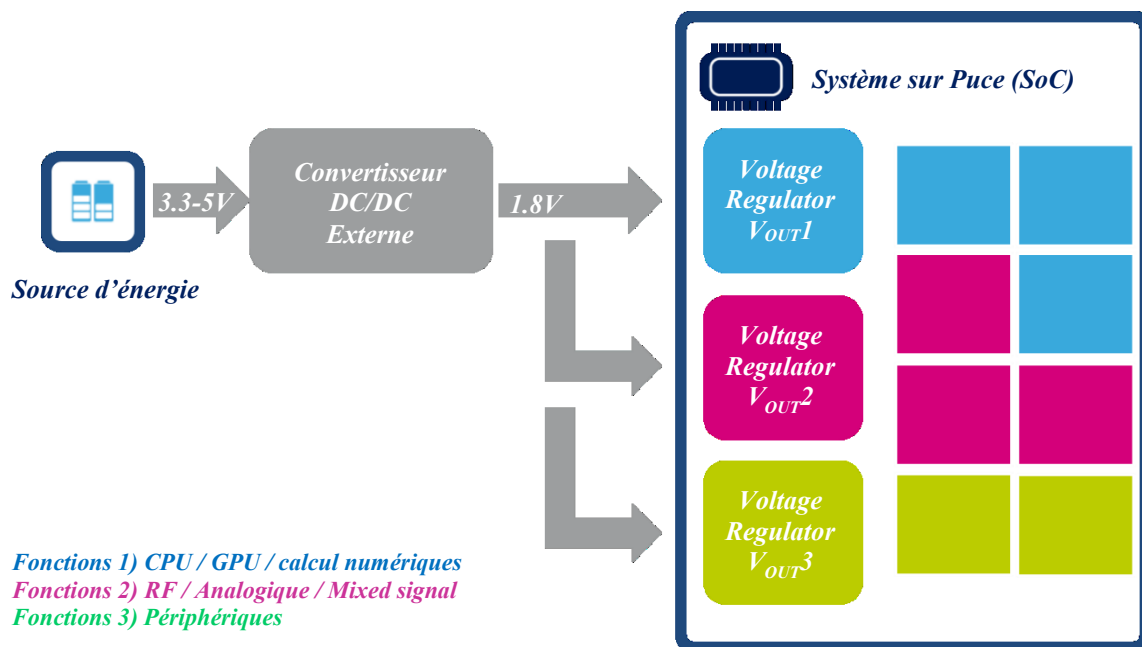 Système sur Puce (SoC)
Convertisseur
DC/DC
Externe
3.3-5V
1.8V
Source d’énergie
Voltage
Regulator
VOUT1
Voltage
Regulator
VOUT2
Voltage
Regulator
VOUT3
Fonctions 1) CPU / GPU / calcul numériques
Fonctions 2) RF / Analogique / Mixed signal
Fonctions 3) Périphériques